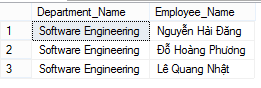 Department_Name Employee_Name
1 Software Engineering Nguyễn Hải Đăng
2 Software Engineering Đỗ Hoàng Phương
3 Software Engineering Lê Quang Nhật